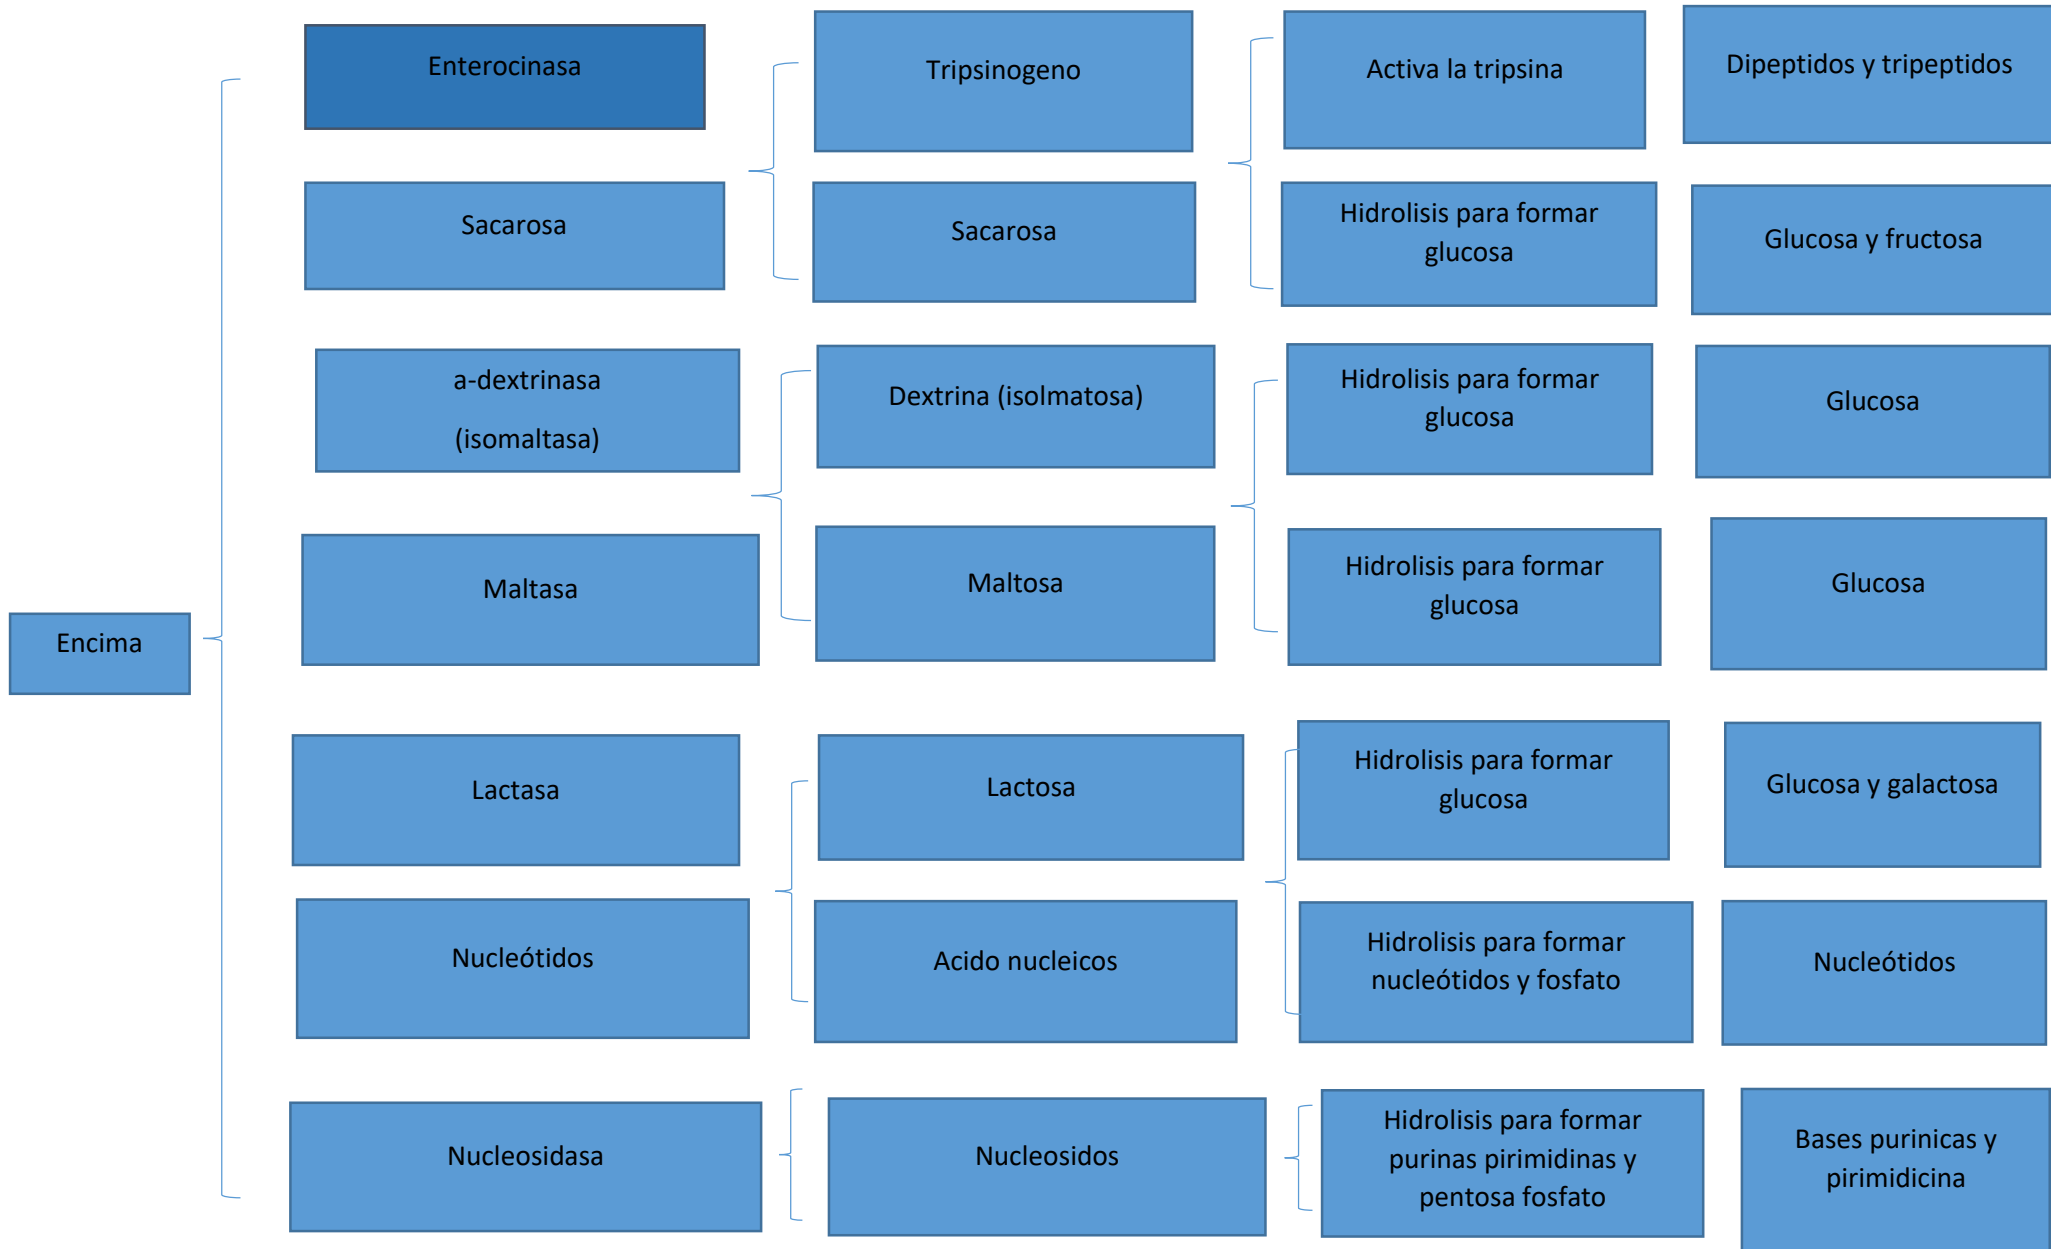 Enterocinasa
Tripsinogeno
Activa la tripsina
Dipeptidos y tripeptidos
Sacarosa
Sacarosa
Hidrolisis para formar
glucosa
Glucosa y fructosa
a-dextrinasa
(isomaltasa)
Dextrina (isolmatosa)
Hidrolisis para formar
glucosa
Glucosa
Maltasa
Maltosa
Hidrolisis para formar
glucosa
Glucosa
Encima
Lactasa
Lactosa
Hidrolisis para formar
glucosa
Glucosa y galactosa
Nucleótidos
Acido nucleicos
Hidrolisis para formar
nucleótidos y fosfato
Nucleótidos
Nucleosidasa
Nucleosidos
Hidrolisis para formar
purinas pirimidinas y
pentosa fosfato
Bases purinicas y
pirimidicina